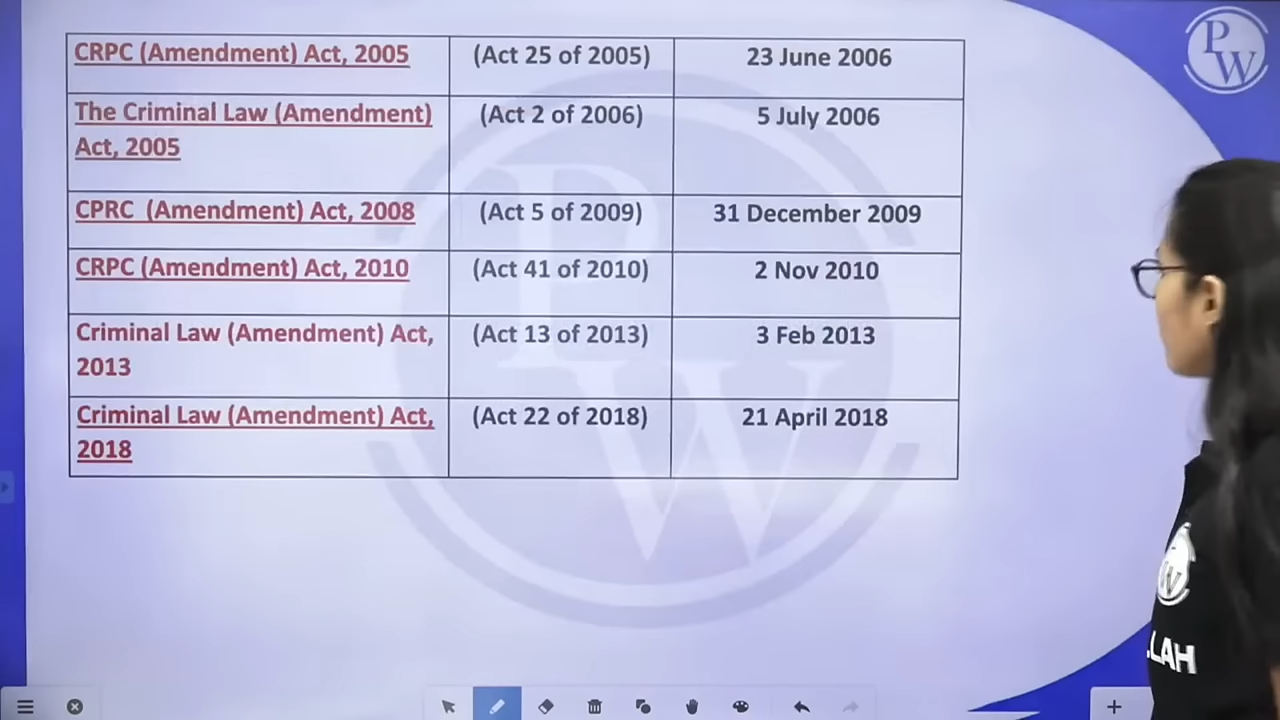 CRPC (Amendment) Act, 2005 (Act 25 of 2005) 23 June 2006
The Criminal Law (Amendment) (Act 2 of 2006) 5 July 2006
Act, 2005
CPRC (Amendment) Act, 2008 (Act 5 of 2009) 31 December 2009
CRPC (Amendment) Act, 2010 (Act 41 of 2010) 2 Nov 2010
Criminal Law (Amendment) Act, (Act 13 of 2013) 3 Feb 2013
2013
Criminal Law (Amendment) Act, (Act 22 of 2018) 21 April 2018
2018
PW
PW
W
LAH